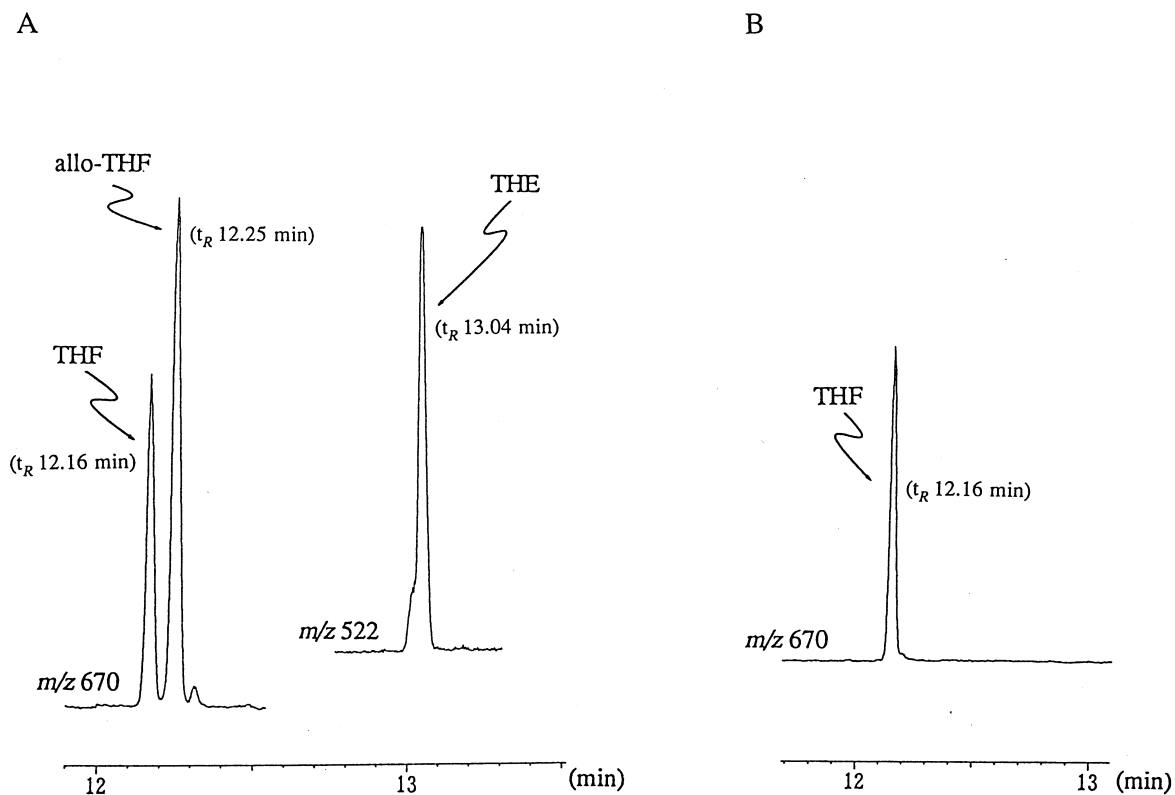 A
allo-THF
(tR 12.25 min)
THE
(tR 13.04 min)
THF
(tR 12.16 min)
m/z 522
m/z 670
12
13
(min)
B
THF
(tR 12.16 min)
m/z 670
12
13
(min)